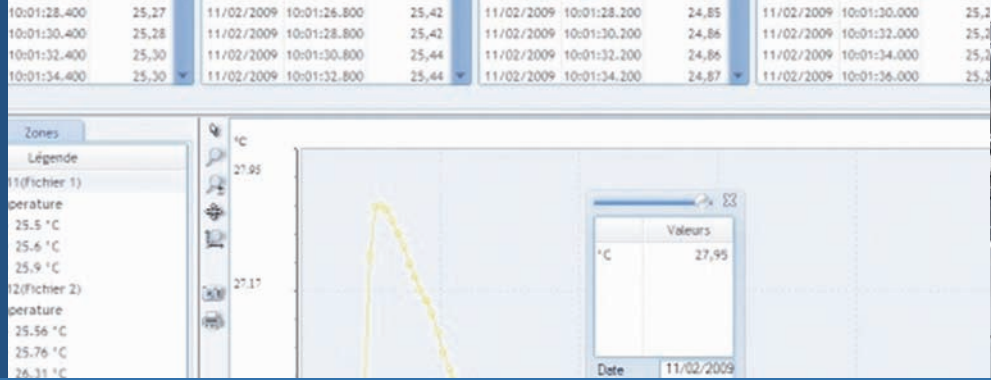 10:01:28.400 25,27 11/02/2009 10:01:26.800 25,42 11/02/2009 10:01:28.200 24,85 11/02/2009 10:01:30.000 25,2
10:01:30.400 25,28 11/02/2009 10:01:28.800 25,42 11/02/2009 10:01:30.200 24,86 11/02/2009 10:01:32.000 25,2
10:01:32.400 25,30 11/02/2009 10:01:30.800 25,44 11/02/2009 10:01:32.200 24,86 11/02/2009 10:01:34.000 25,2
10:01:34.400 25,30 11/02/2009 10:01:32.800 25,44 11/02/2009 10:01:34.200 24,87 11/02/2009 10:01:36.000 25,2
Zones
Légende
11(Fichier 1)
perature
25.5 °C
25.6 °C
25.9 °C
12(Fichier 2)
perature
25.56 °C
25.76 °C
26.31 °C
°C
27.95
27.17
Valeurs
°C 27,95
Date 11/02/2009